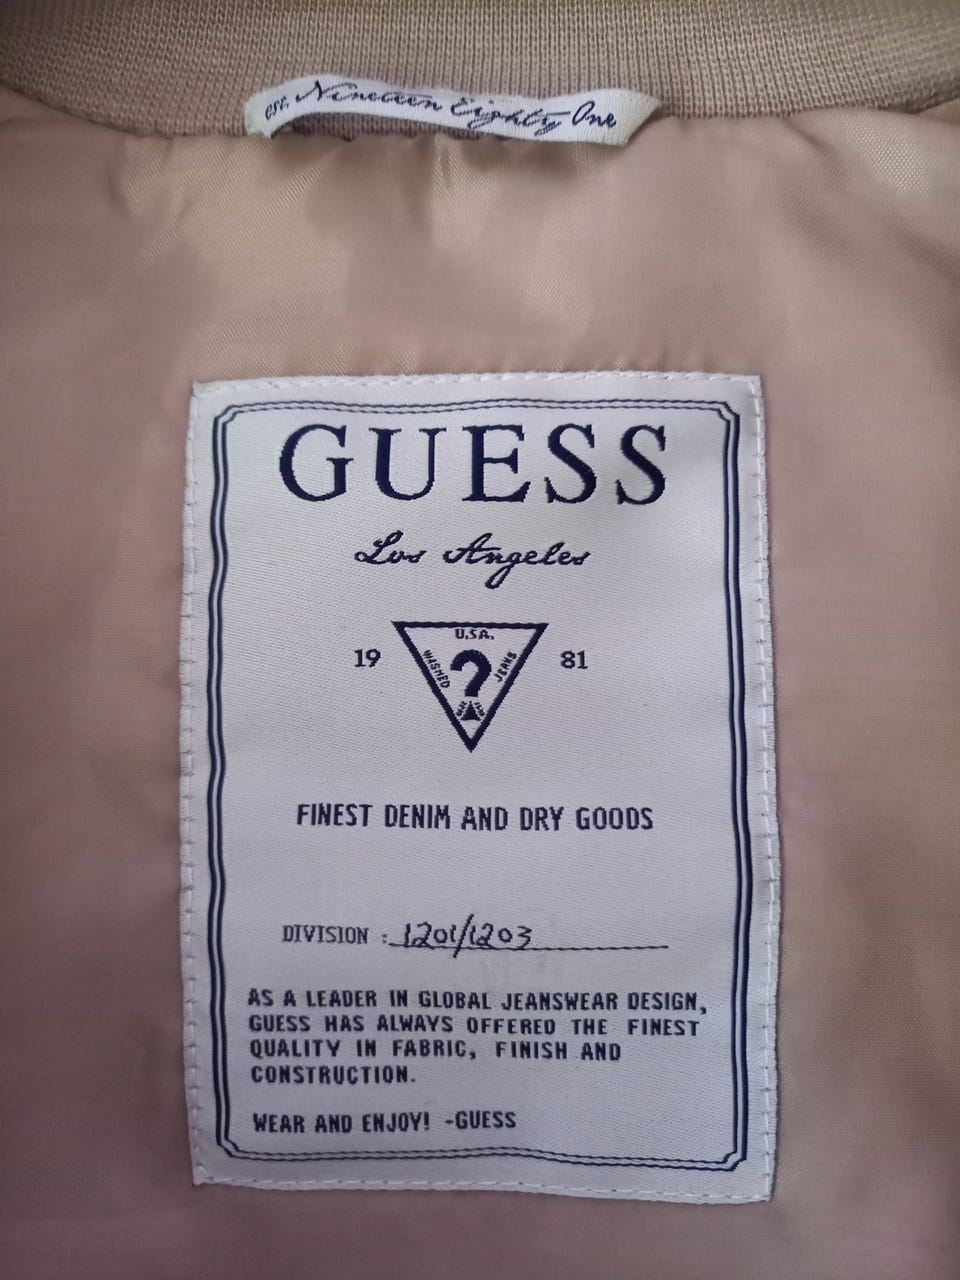 est. Nineteen Eighty One
GUESS
Los Angeles
19
U.S.A.
WASHED
?
JEANS
81
FINEST DENIM AND DRY GOODS
DIVISION : 1201/1203
AS A LEADER IN GLOBAL JEANSWEAR DESIGN,
GUESS HAS ALWAYS OFFERED THE FINEST
QUALITY IN FABRIC, FINISH AND
CONSTRUCTION.
WEAR AND ENJOY! -GUESS